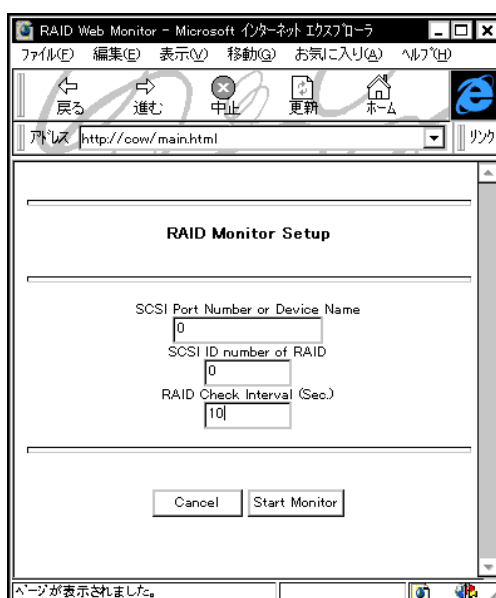 RAID Web Monitor - Microsoft インターネット エクスプローラ
ファイル(F) 編集(E) 表示(V) 移動(G) お気に入り(A) ヘルプ(H)
戻る 進む 中止 更新 ホーム
アドレス http://cow/main.html リンク
RAID Monitor Setup
SCSI Port Number or Device Name
0
SCSI ID number of RAID
0
RAID Check Interval (Sec.)
10
Cancel Start Monitor
ページが表示されました。